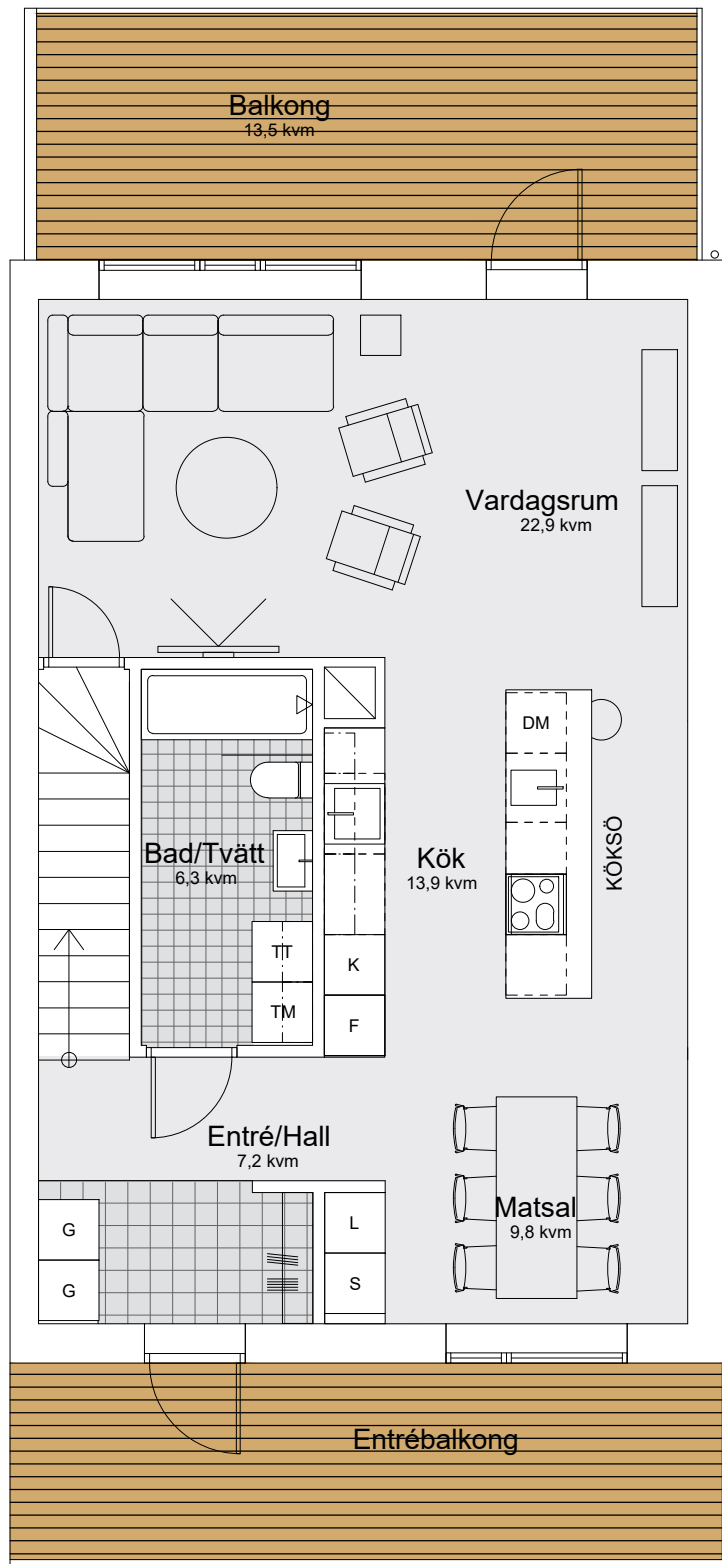 Balkong
13,5 kvm
Vardagsrum
22,9 kvm
DM
KÖKSÖ
Bad/Tvätt
6,3 kvm
Kök
13,9 kvm
TT
TM
K
F
Entré/Hall
7,2 kvm
G
G
L
S
Matsal
9,8 kvm
Entrébalkong